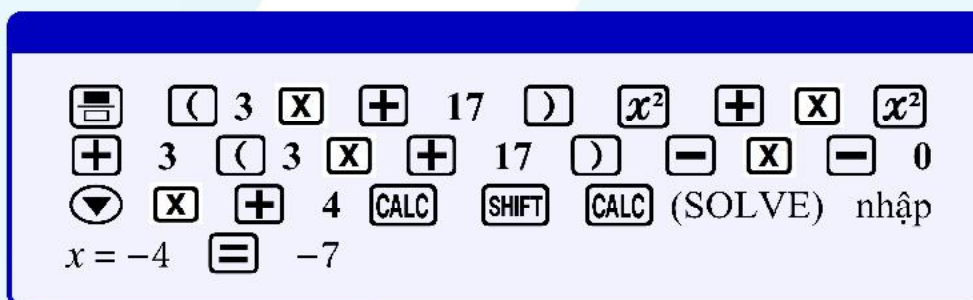 ( 3 X + 17 ) x² + X x²
+ 3 ( 3 X + 17 ) − X − 0
X + 4 CALC SHIFT CALC (SOLVE) nhập
x = −4 = −7